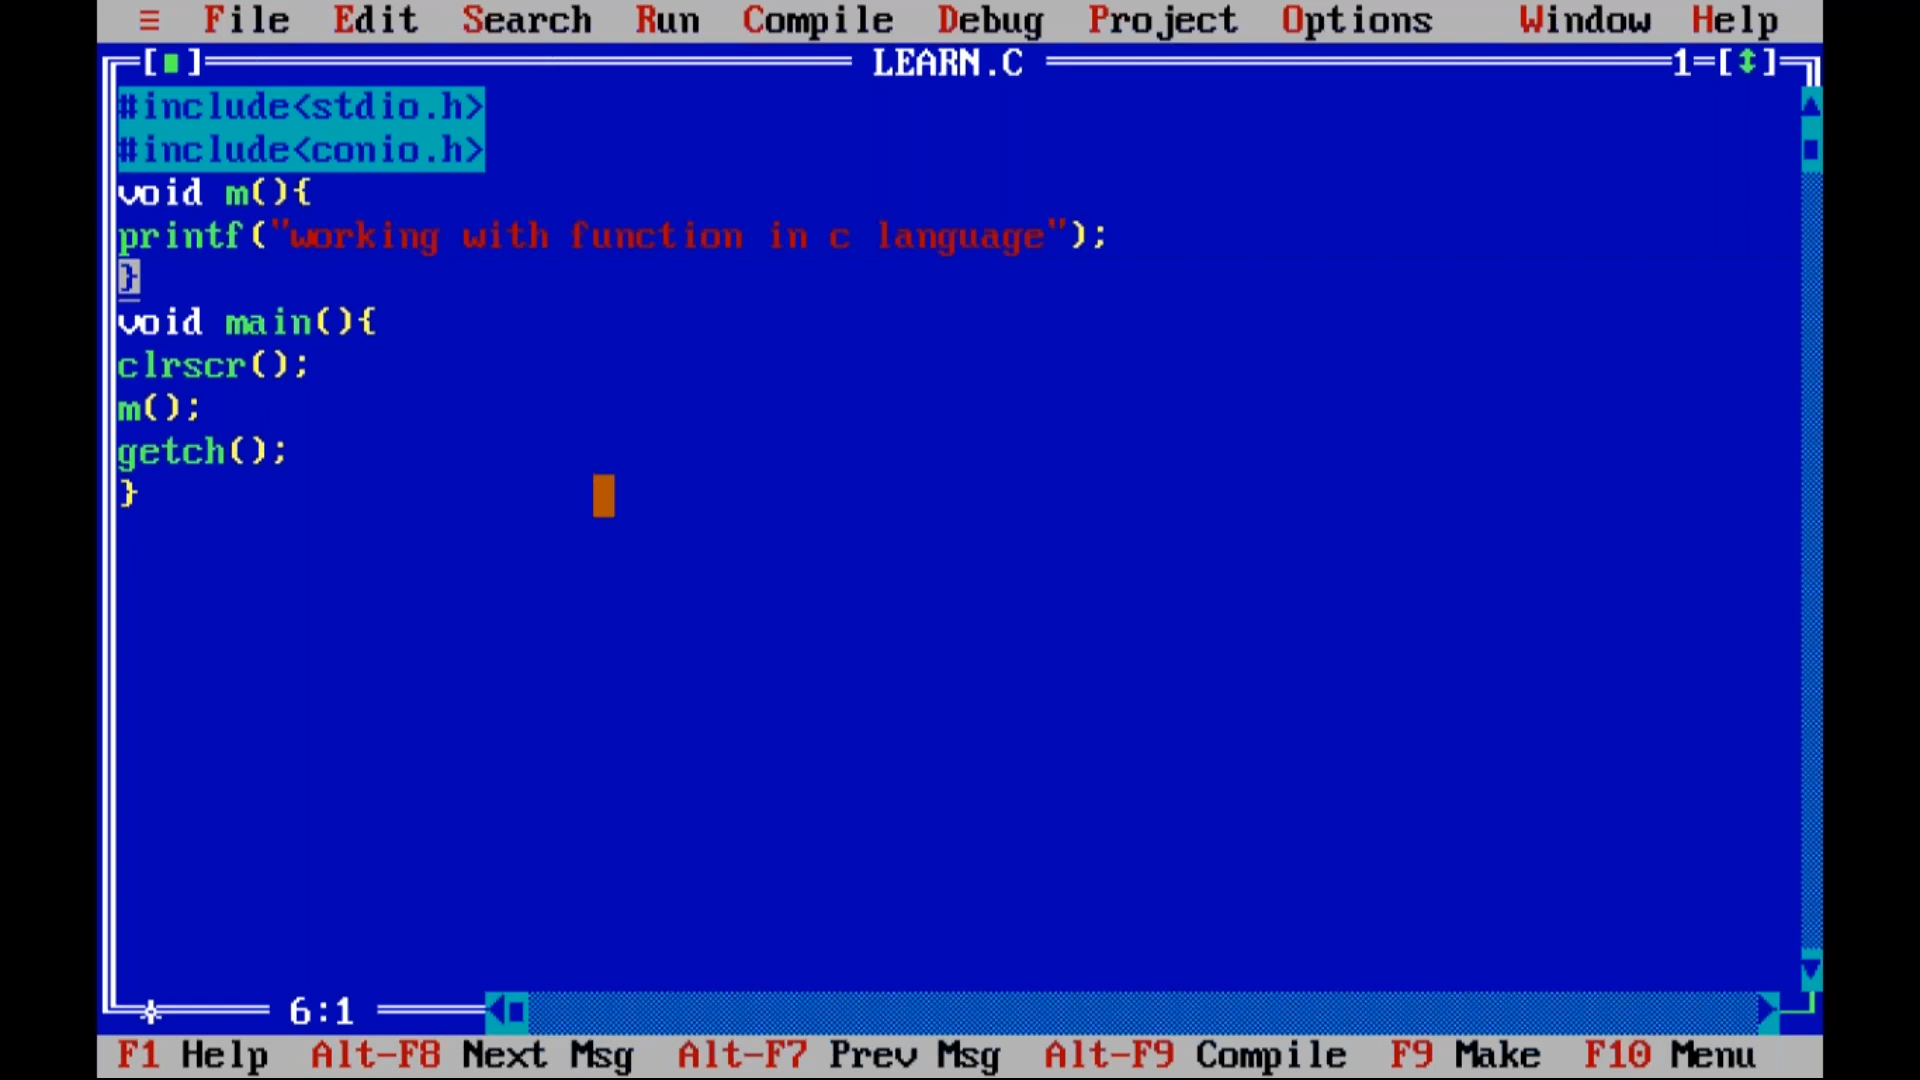 ≡ File Edit Search Run Compile Debug Project Options Window Help
[■] LEARN.C 1=[↕]
#include<stdio.h>
#include<conio.h>
void m(){
printf("working with function in c language");
}
void main(){
clrscr();
m();
getch();
}
6:1
F1 Help Alt-F8 Next Msg Alt-F7 Prev Msg Alt-F9 Compile F9 Make F10 Menu